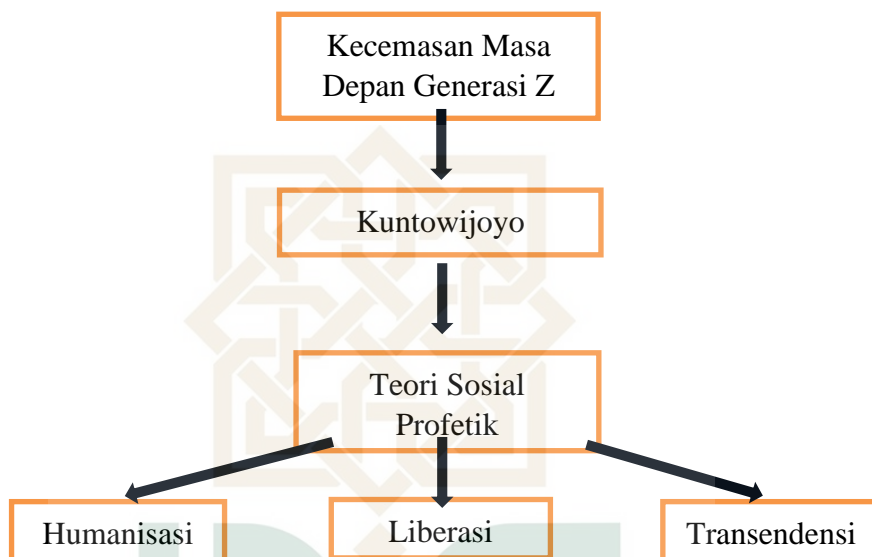 Kecemasan Masa
Depan Generasi Z
Kuntowijoyo
Teori Sosial
Profetik
Humanisasi
Liberasi
Transendensi